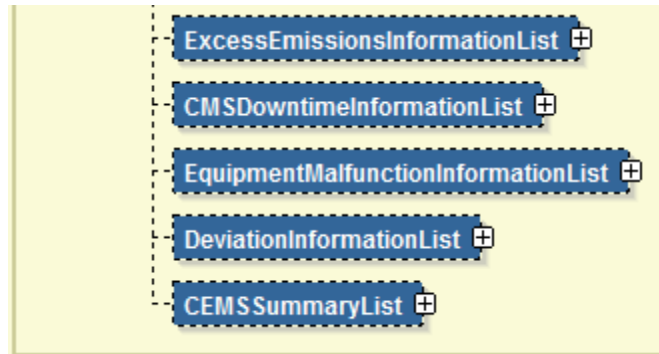 ExcessEmissionsInformationList
CMSDowntimeInformationList
EquipmentMalfunctionInformationList
DeviationInformationList
CEMSSummaryList